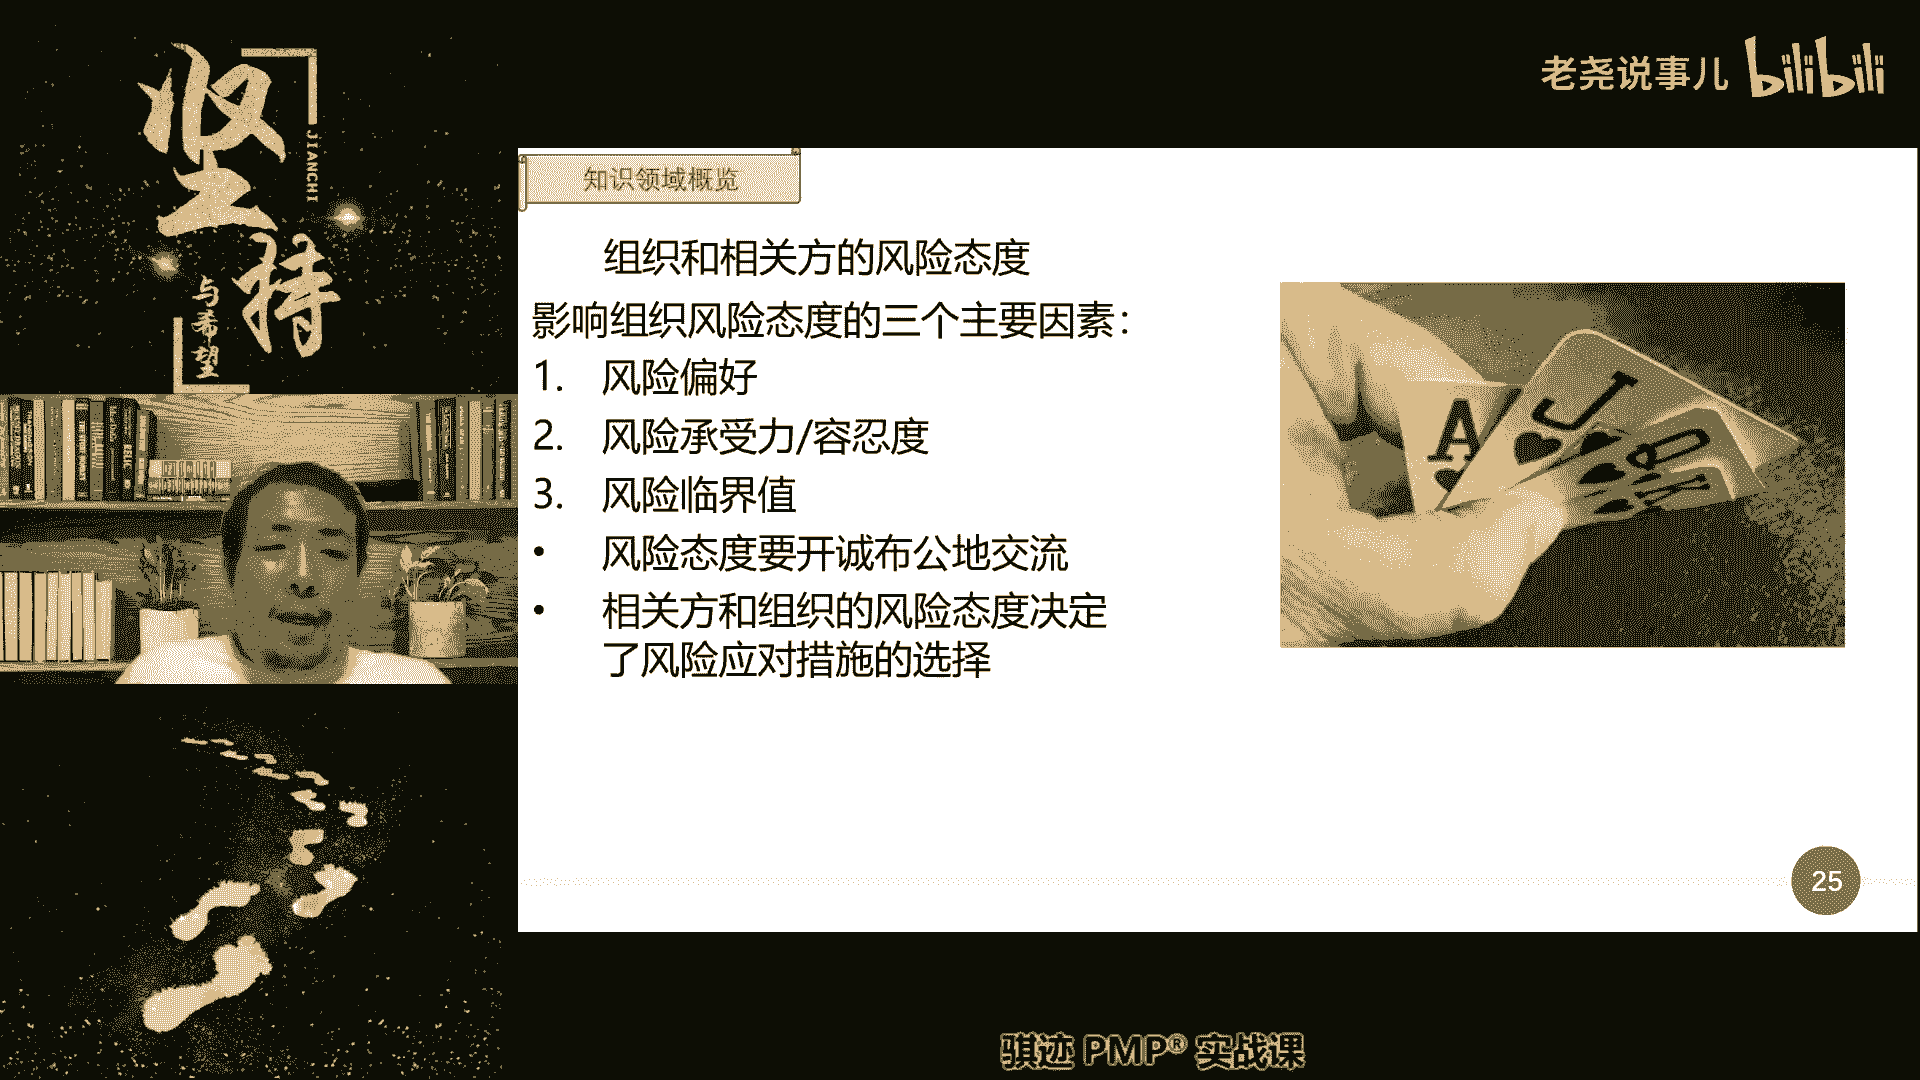 坚持
JIANCHI
与希望
老尧说事儿 bilibili
知识领域概览
组织和相关方的风险态度
影响组织风险态度的三个主要因素：
1. 风险偏好
2. 风险承受力/容忍度
3. 风险临界值
• 风险态度要开诚布公地交流
• 相关方和组织的风险态度决定
了风险应对措施的选择
A
J
Q
K
25
骐迹 PMP® 实战课